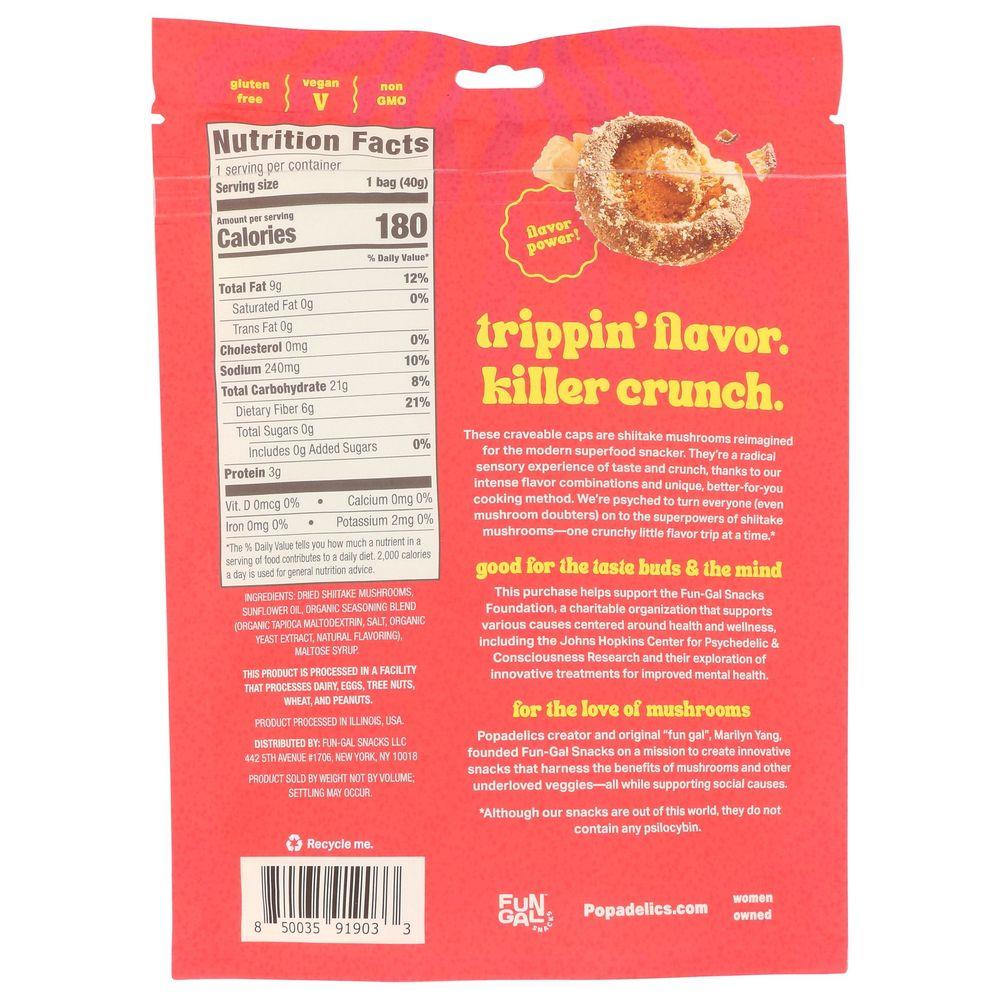 gluten
free
vegan
V
non
GMO
Nutrition Facts
1 serving per container
Serving size 1 bag (40g)
Amount per serving
Calories 180
% Daily Value*
Total Fat 9g 12%
Saturated Fat 0g 0%
Trans Fat 0g
Cholesterol 0mg 0%
Sodium 240mg 10%
Total Carbohydrate 21g 8%
Dietary Fiber 6g 21%
Total Sugars 0g
Includes 0g Added Sugars 0%
Protein 3g
Vit. D 0mcg 0% • Calcium 0mg 0%
Iron 0mg 0% • Potassium 2mg 0%
*The % Daily Value tells you how much a nutrient in a
serving of food contributes to a daily diet. 2,000 calories
a day is used for general nutrition advice.
INGREDIENTS: DRIED SHIITAKE MUSHROOMS,
SUNFLOWER OIL, ORGANIC SEASONING BLEND
(ORGANIC TAPIOCA MALTODEXTRIN, SALT, ORGANIC
YEAST EXTRACT, NATURAL FLAVORING),
MALTOSE SYRUP.
THIS PRODUCT IS PROCESSED IN A FACILITY
THAT PROCESSES DAIRY, EGGS, TREE NUTS,
WHEAT, AND PEANUTS.
PRODUCT PROCESSED IN ILLINOIS, USA.
DISTRIBUTED BY: FUN-GAL SNACKS LLC
442 5TH AVENUE #1706, NEW YORK, NY 10018
PRODUCT SOLD BY WEIGHT NOT BY VOLUME;
SETTLING MAY OCCUR.
Recycle me.
8 50035 91903 3
flavor
power!
trippin' flavor.
killer crunch.
These craveable caps are shiitake mushrooms reimagined
for the modern superfood snacker. They're a radical
sensory experience of taste and crunch, thanks to our
intense flavor combinations and unique, better-for-you
cooking method. We're psyched to turn everyone (even
mushroom doubters) on to the superpowers of shiitake
mushrooms—one crunchy little flavor trip at a time.*
good for the taste buds & the mind
This purchase helps support the Fun-Gal Snacks
Foundation, a charitable organization that supports
various causes centered around health and wellness,
including the Johns Hopkins Center for Psychedelic &
Consciousness Research and their exploration of
innovative treatments for improved mental health.
for the love of mushrooms
Popadelics creator and original "fun gal", Marilyn Yang,
founded Fun-Gal Snacks on a mission to create innovative
snacks that harness the benefits of mushrooms and other
underloved veggies—all while supporting social causes.
*Although our snacks are out of this world, they do not
contain any psilocybin.
FUN
GAL
SNACKS
Popadelics.com
women
owned